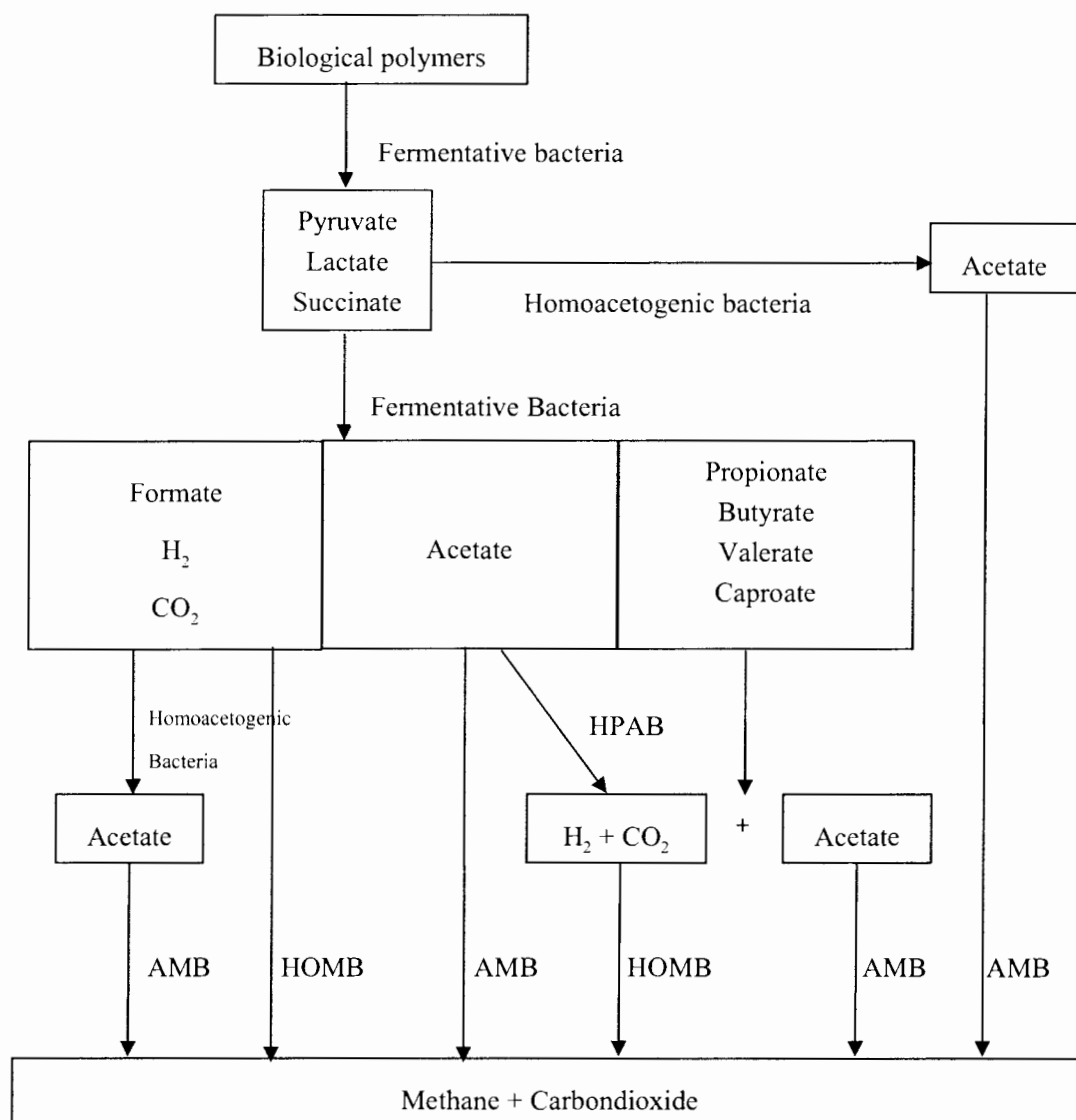 Biological polymers
Fermentative bacteria
Pyruvate
Lactate
Succinate
Homoacetogenic bacteria
Acetate
Fermentative Bacteria
Formate
H₂
CO₂
Acetate
Propionate
Butyrate
Valerate
Caproate
Homoacetogenic
Bacteria
HPAB
Acetate
H₂ + CO₂
+
Acetate
AMB
HOMB
AMB
HOMB
AMB
AMB
Methane + Carbondioxide